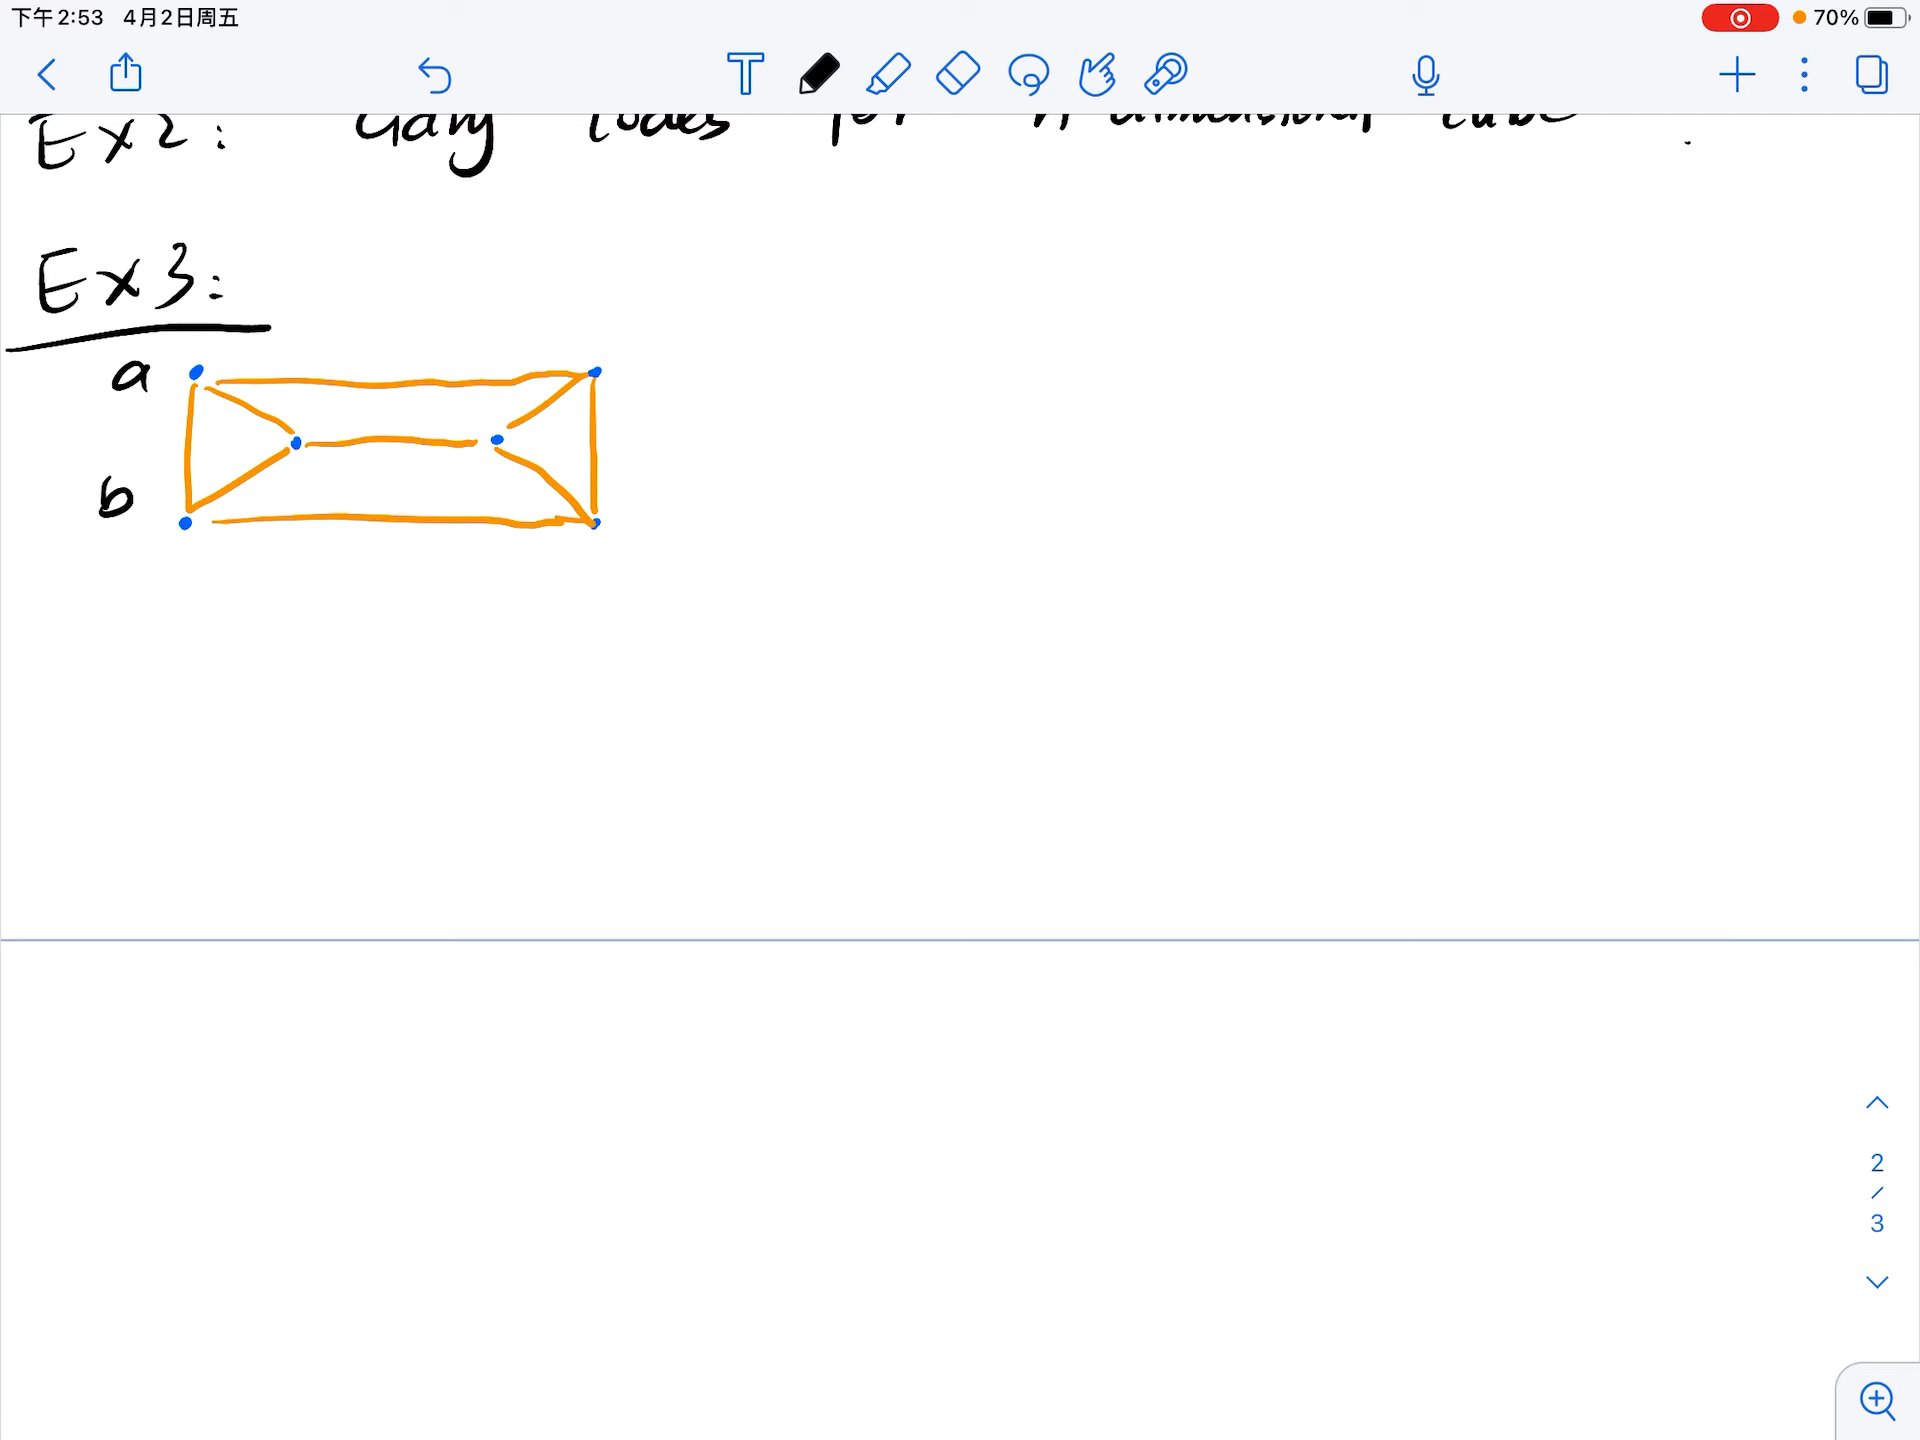 下午2:53 4月2日周五 70%
T
Ex2: Gary codes for n dimensional cube .
Ex3:
a
b
2
/
3